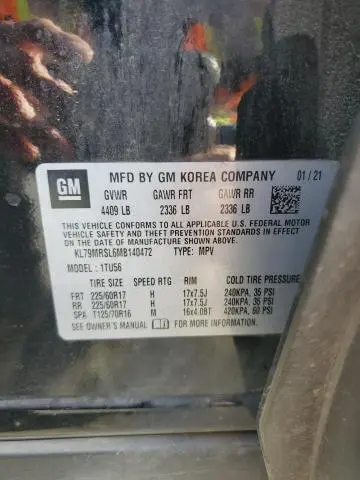 GM
MFD BY GM KOREA COMPANY 01/21
GVWR GAWR FRT GAWR RR
4409 LB 2336 LB 2336 LB
THIS VEHICLE CONFORMS TO ALL APPLICABLE U.S. FEDERAL MOTOR
VEHICLE SAFETY, BUMPER, AND THEFT PREVENTION STANDARDS IN
EFFECT ON THE DATE OF MANUFACTURE SHOWN ABOVE.
KL79MRSL6MB140472 TYPE: MPV
MODEL: 1TU56
TIRE SIZE SPEED RTG RIM COLD TIRE PRESSURE
FRT 225/60R17 H 17x7.5J 240KPA, 35 PSI
RR 225/60R17 H 17x7.5J 240KPA, 35 PSI
SPA T125/70R16 M 16x4.0BT 420KPA, 60 PSI
SEE OWNER'S MANUAL FOR MORE INFORMATION.